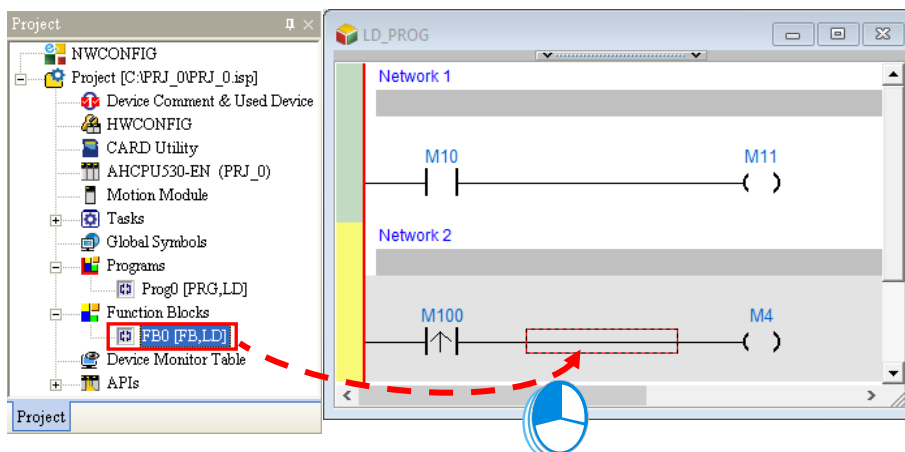 Project
NWCONFIG
Project [C:\PRJ_0\PRJ_0.isp]
Device Comment & Used Device
HWCONFIG
CARD Utility
AHCPU530-EN (PRJ_0)
Motion Module
Tasks
Global Symbols
Programs
Prog0 [PRG,LD]
Function Blocks
FB0 [FB,LD]
Device Monitor Table
APIs
Project
LD_PROG
Network 1
M10 M11
Network 2
M100 M4